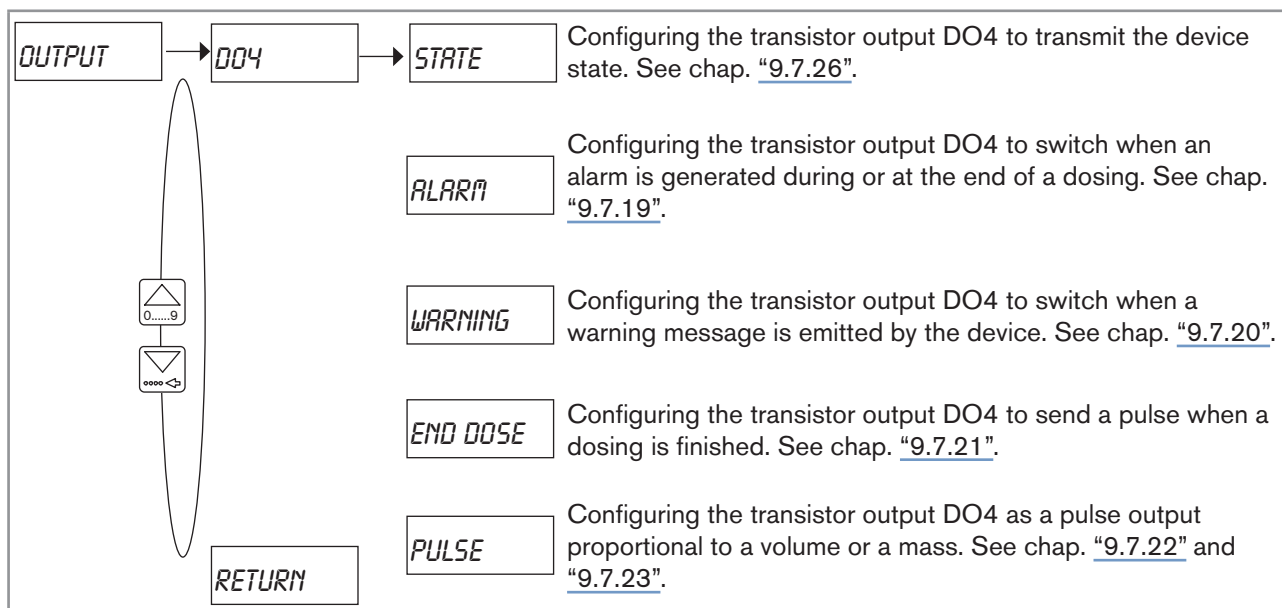 OUTPUT
DO4
STATE
Configuring the transistor output DO4 to transmit the device
state. See chap. “9.7.26”.
ALARM
Configuring the transistor output DO4 to switch when an
alarm is generated during or at the end of a dosing. See chap.
“9.7.19”.
0......9
WARNING
Configuring the transistor output DO4 to switch when a
warning message is emitted by the device. See chap. “9.7.20”.
END DOSE
Configuring the transistor output DO4 to send a pulse when a
dosing is finished. See chap. “9.7.21”.
PULSE
Configuring the transistor output DO4 as a pulse output
proportional to a volume or a mass. See chap. “9.7.22” and
“9.7.23”.
RETURN